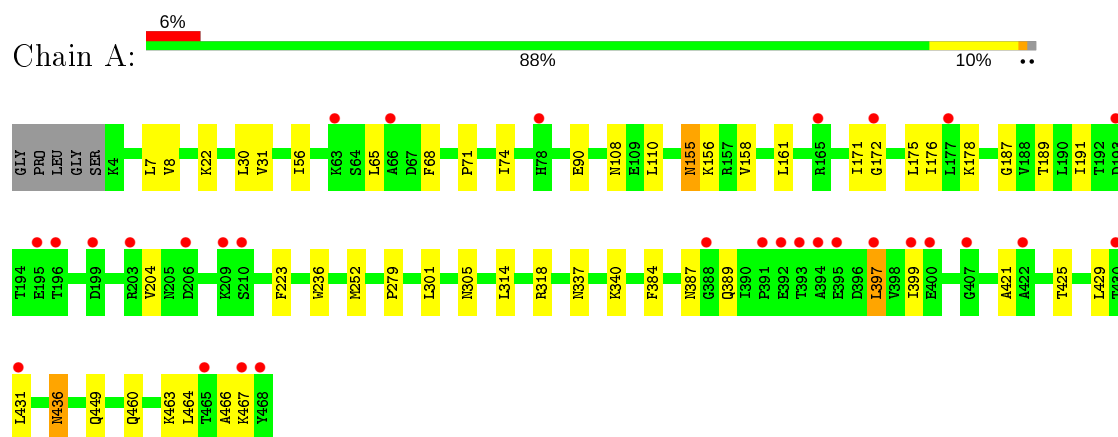 6%
Chain A:
88% 10% ••
GLY PRO LEU GLY SER K4 L7 V8 K22 L30 V31 I56 K63 S64 L65 A66 D67 F68 P71 I74 H78 E90 N108 E109 L110 N155 K156 R157 V158 L161 R165 I171 G172 L175 I176 L177 K178 G187 V188 T189 L190 I191 T192 D193
T194 E195 T196 D199 R203 V204 N205 D206 K209 S210 F223 W236 M252 P279 L301 N305 L314 R318 N337 K340 F384 N387 G388 Q389 I390 P391 E392 T393 A394 E395 D396 L397 V398 I399 E400 G407 A421 A422 T425 L429 T430
L431 N436 Q449 Q460 K463 L464 T465 A466 K467 Y468